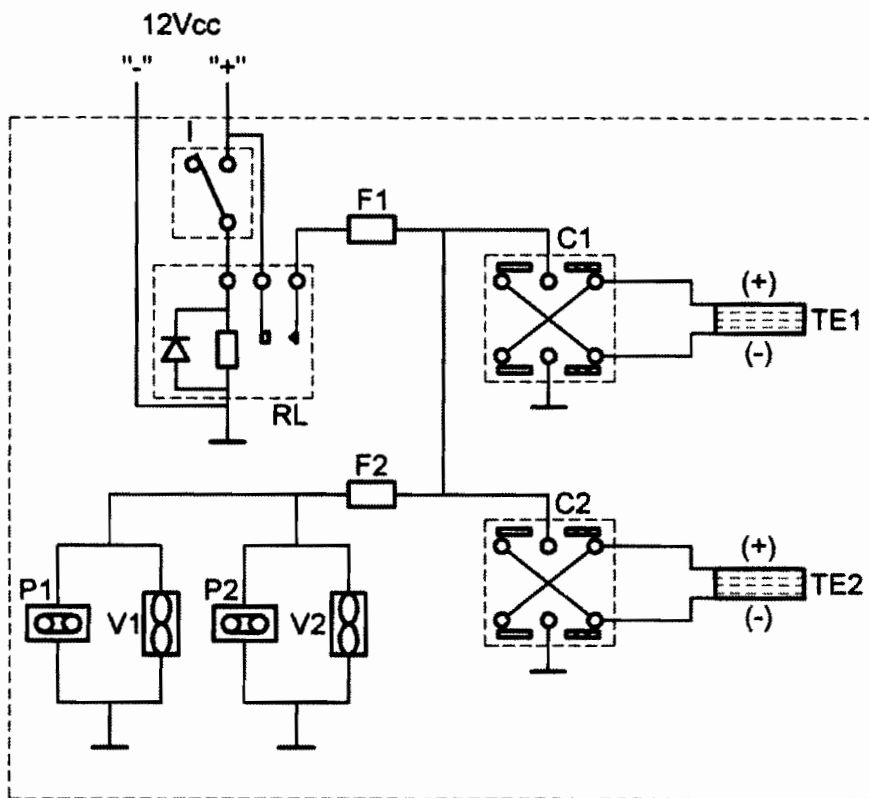 12Vcc
"-" "+"
I
F1
C1
(+)
TE1
(-)
RL
F2
C2
(+)
P1 V1 P2 V2 TE2
(-)